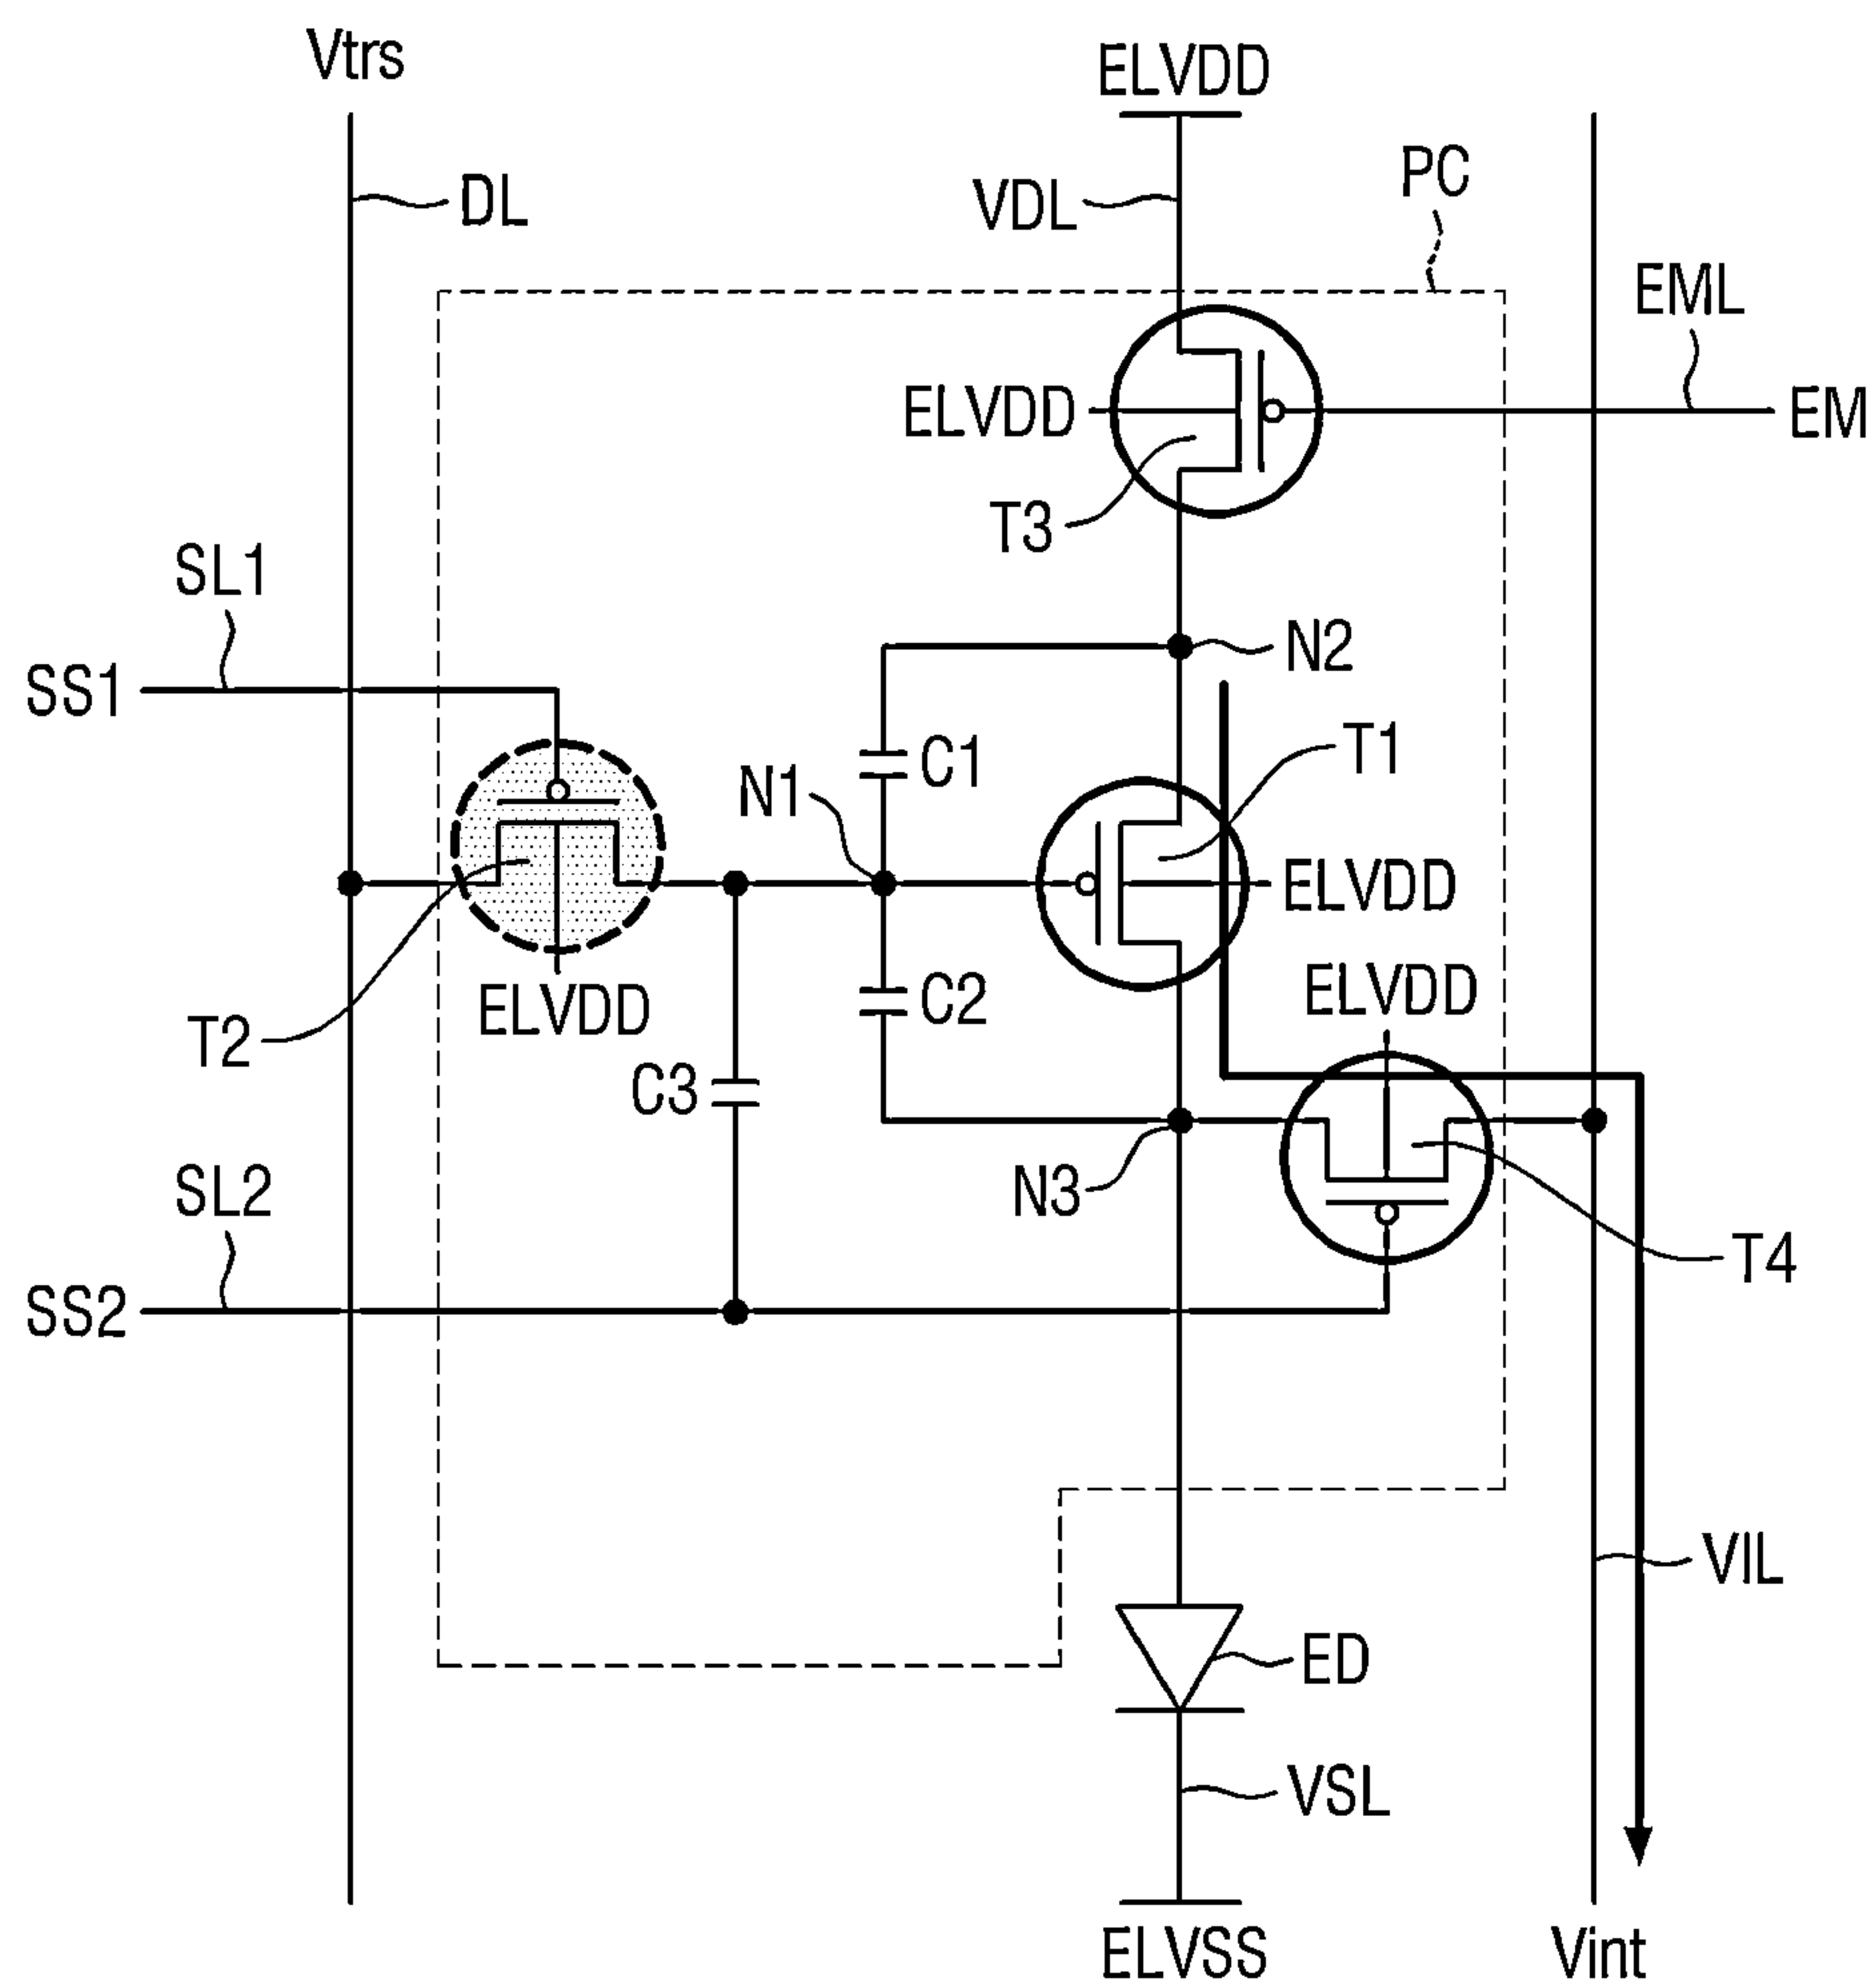 Vtrs
ELVDD
DL
VDL
PC
EML
ELVDD
EM
T3
SL1
N2
SS1
T1
C1
N1
ELVDD
ELVDD
C2
ELVDD
T2
C3
SL2
N3
T4
SS2
VIL
ED
VSL
ELVSS
Vint